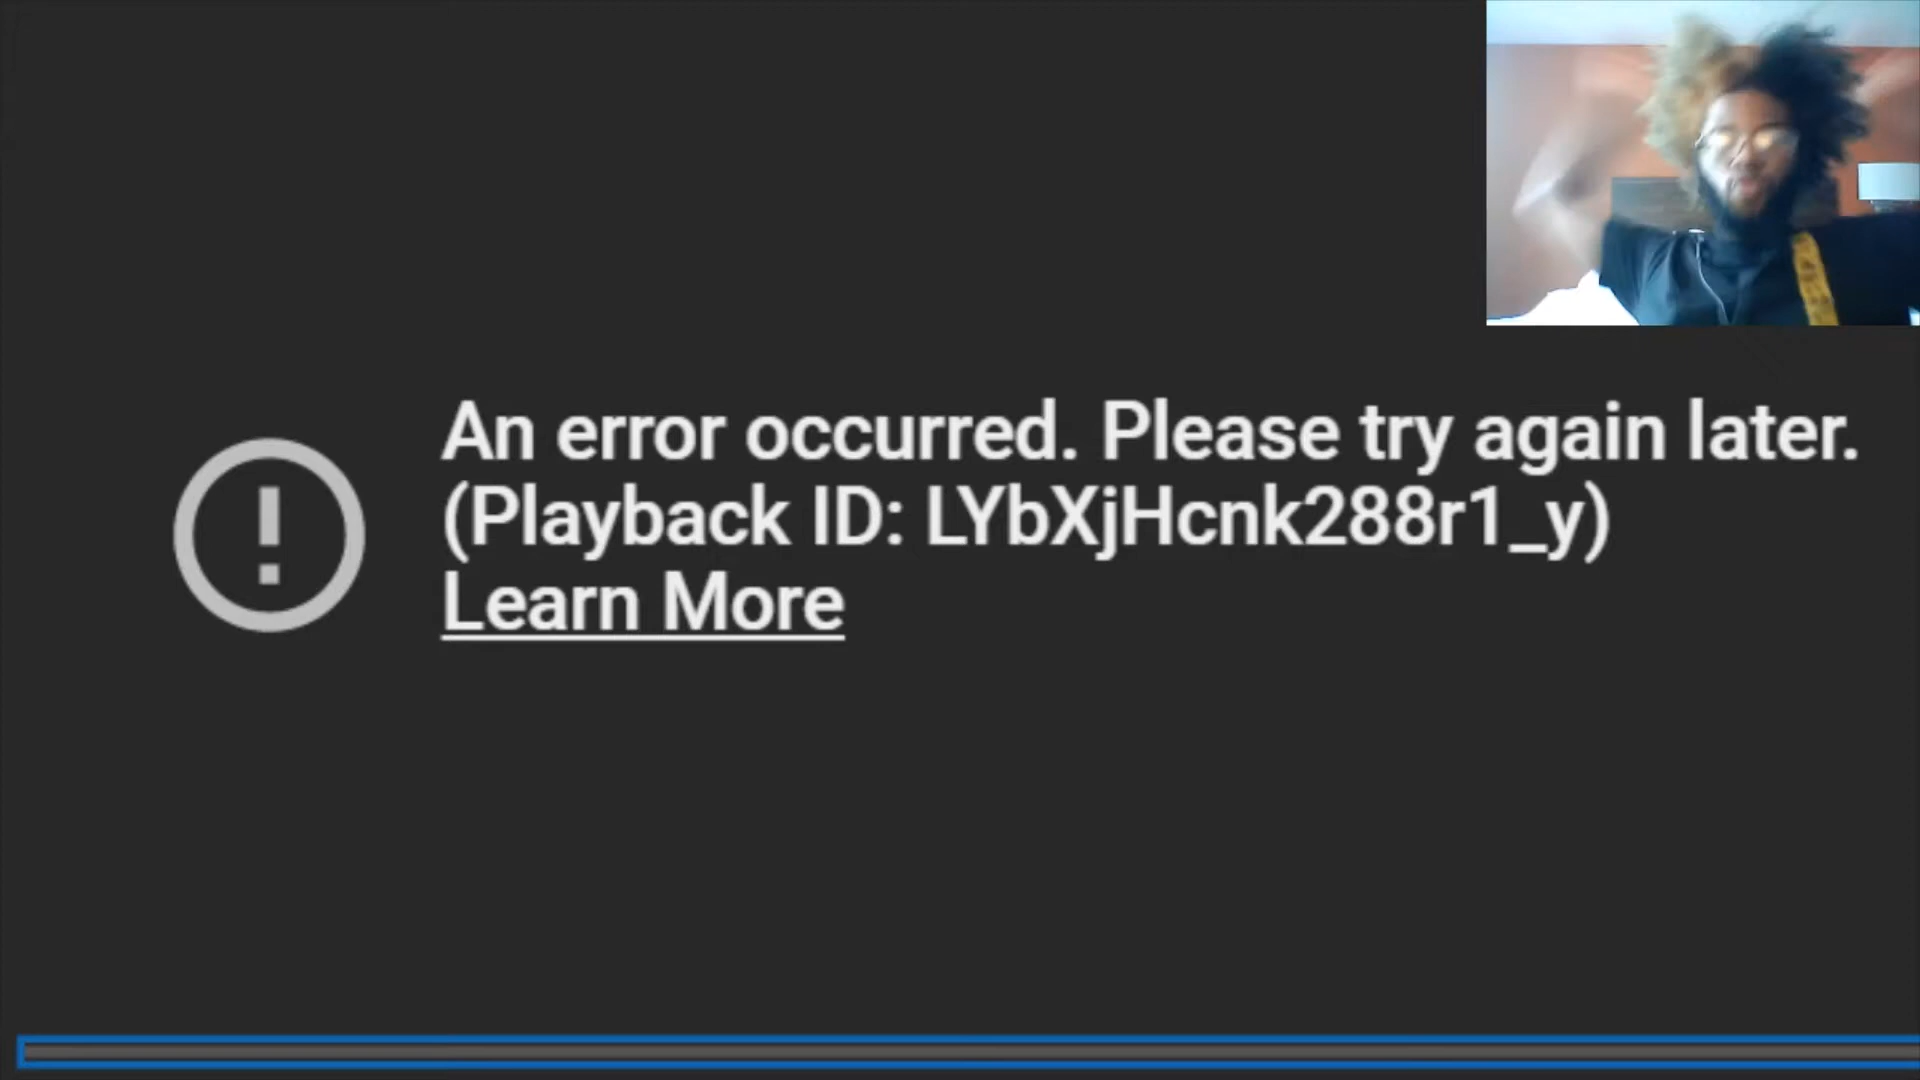 An error occurred. Please try again later.
(Playback ID: LYbXjHcnk288r1_y)
Learn More